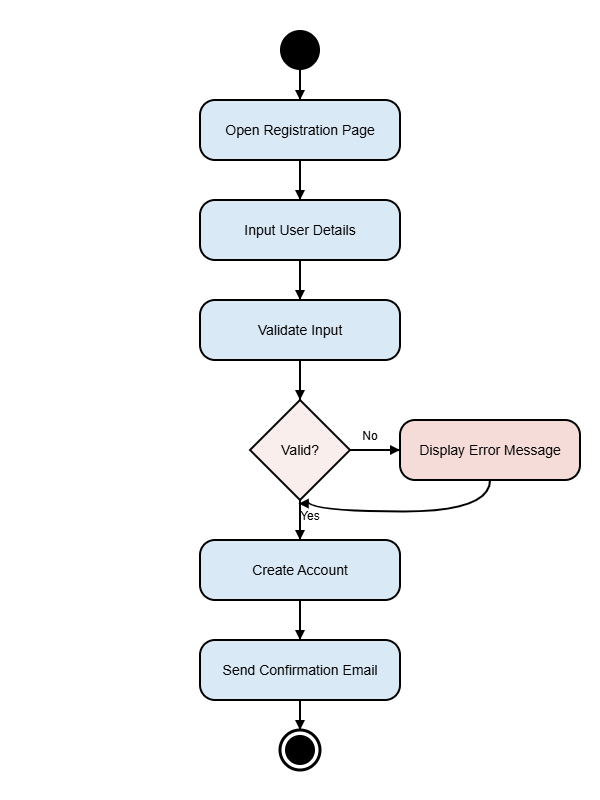 Open Registration Page
Input User Details
Validate Input
Valid?
No
Display Error Message
Yes
Create Account
Send Confirmation Email